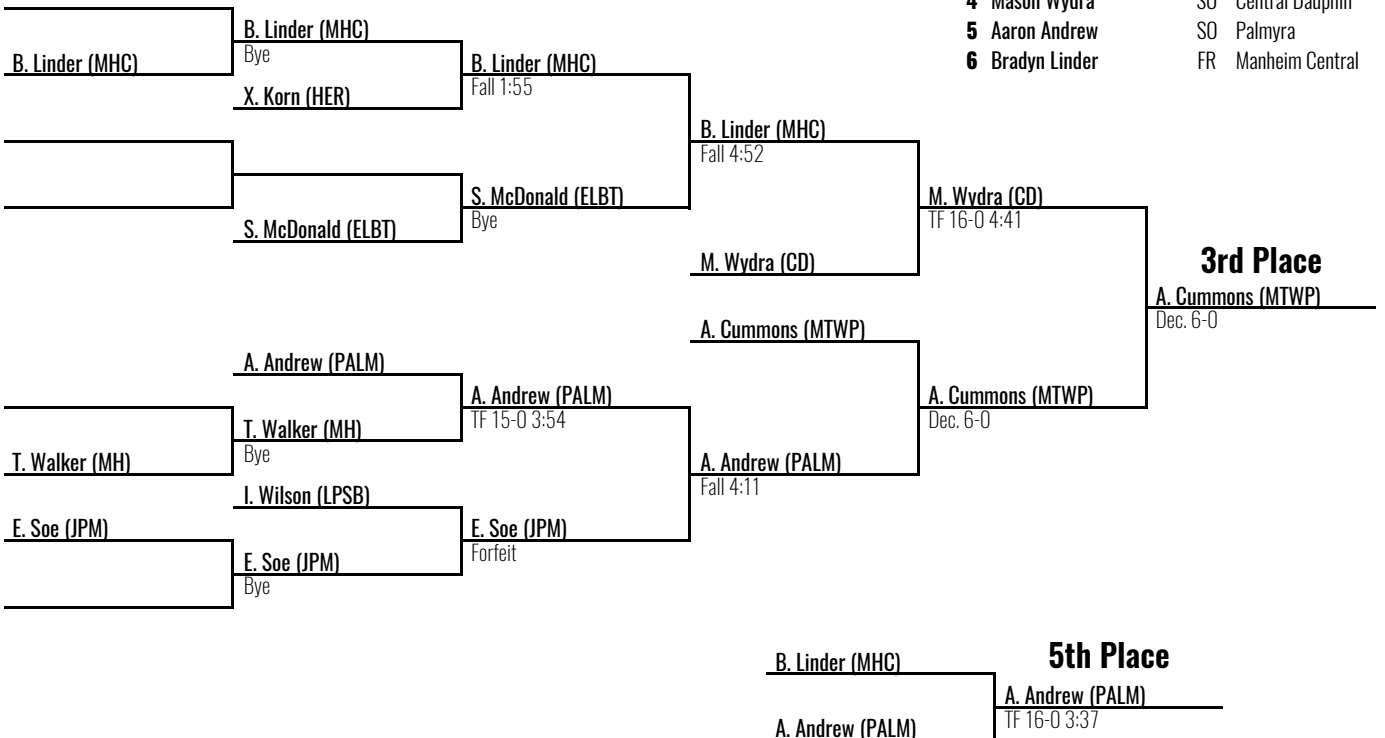 4 Mason Wydra SO Central Dauphin
5 Aaron Andrew SO Palmyra
6 Bradyn Linder FR Manheim Central
B. Linder (MHC)
B. Linder (MHC)
Bye
X. Korn (HER)
B. Linder (MHC)
Fall 1:55
S. McDonald (ELBT)
S. McDonald (ELBT)
Bye
B. Linder (MHC)
Fall 4:52
M. Wydra (CD)
M. Wydra (CD)
TF 16-0 4:41
3rd Place
A. Cummons (MTWP)
Dec. 6-0
A. Cummons (MTWP)
A. Cummons (MTWP)
Dec. 6-0
A. Andrew (PALM)
T. Walker (MH)
T. Walker (MH)
Bye
A. Andrew (PALM)
TF 15-0 3:54
A. Andrew (PALM)
Fall 4:11
I. Wilson (LPSB)
E. Soe (JPM)
E. Soe (JPM)
Bye
E. Soe (JPM)
Forfeit
5th Place
B. Linder (MHC)
A. Andrew (PALM)
A. Andrew (PALM)
TF 16-0 3:37